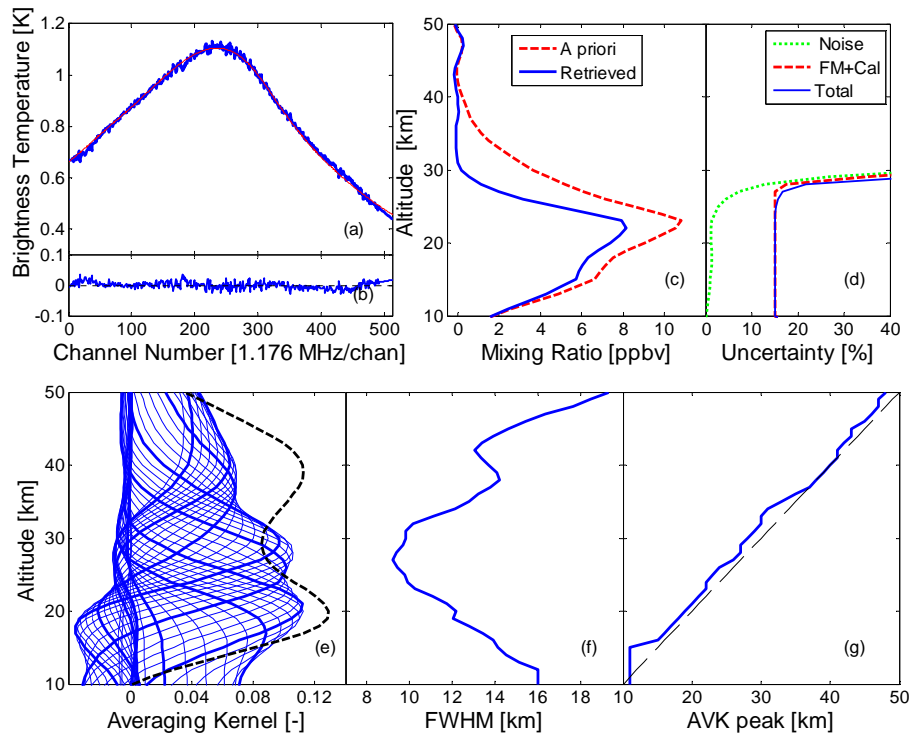 Brightness Temperature [K]
1.2
1
0.8
0.6
0.4
(a)
0.1
0
-0.1
(b)
0 100 200 300 400 500
Channel Number [1.176 MHz/chan]
Altitude [km]
50
40
30
20
10
A priori
Retrieved
(c)
0 2 4 6 8 10
Mixing Ratio [ppbv]
Noise
FM+Cal
Total
(d)
0 20 40
Uncertainty [%]
Altitude [km]
50
40
30
20
10
(e)
0 0.04 0.08 0.12
Averaging Kernel [-]
(f)
8 10 12 14 16 18
FWHM [km]
(g)
10 20 30 40 50
AVK peak [km]